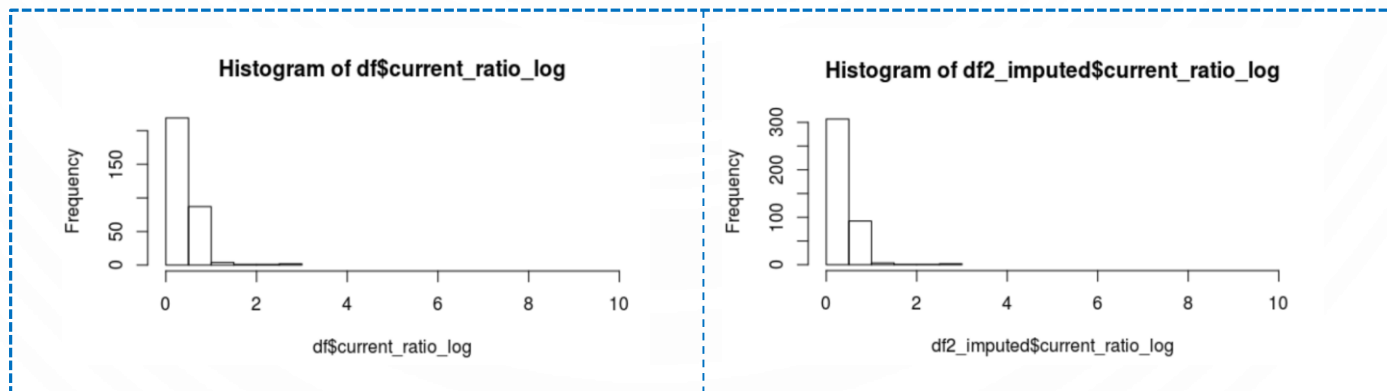 Histogram of df$current_ratio_log
Frequency
150
50
0
0 2 4 6 8 10
df$current_ratio_log
Histogram of df2_imputed$current_ratio_log
Frequency
300
200
100
0
0 2 4 6 8 10
df2_imputed$current_ratio_log